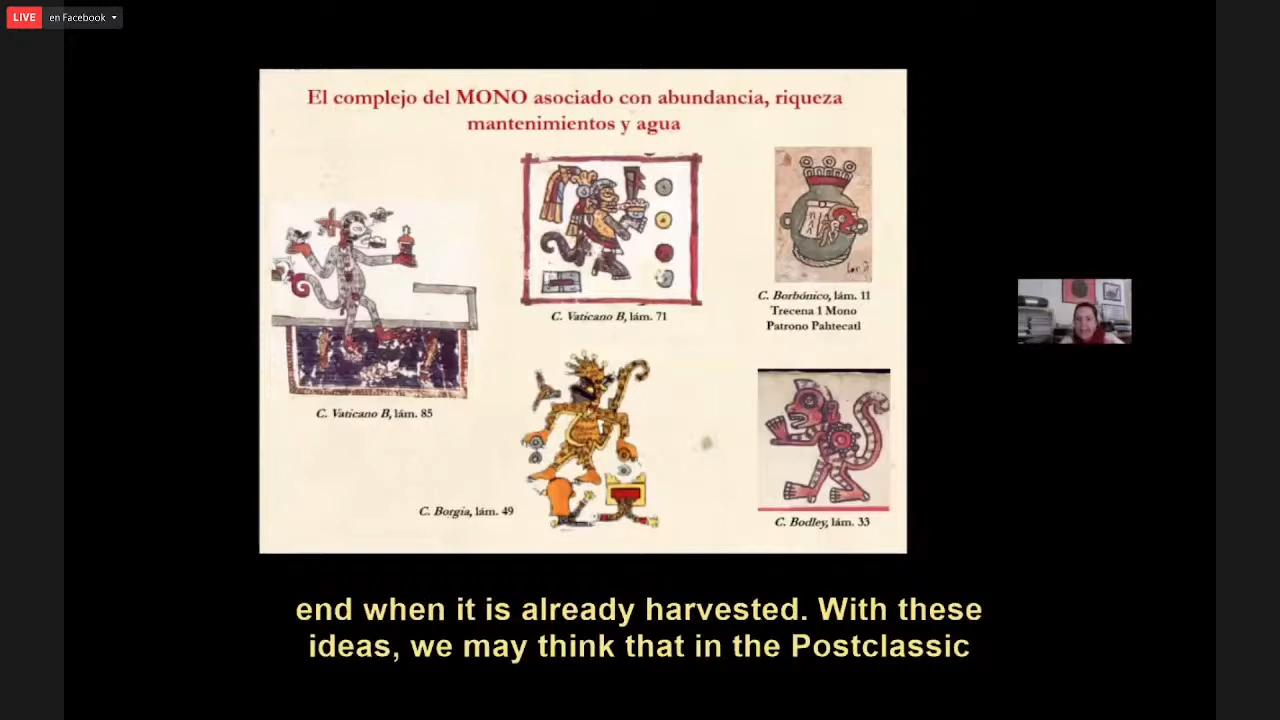 LIVE en Facebook
El complejo del MONO asociado con abundancia, riqueza
mantenimientos y agua
C. Vaticano B, lám. 85
C. Vaticano B, lám. 71
C. Borbónico, lám. 11
Trecena 1 Mono
Patrono Pahtecatl
C. Borgia, lám. 49
C. Bodley, lám. 33
end when it is already harvested. With these
ideas, we may think that in the Postclassic